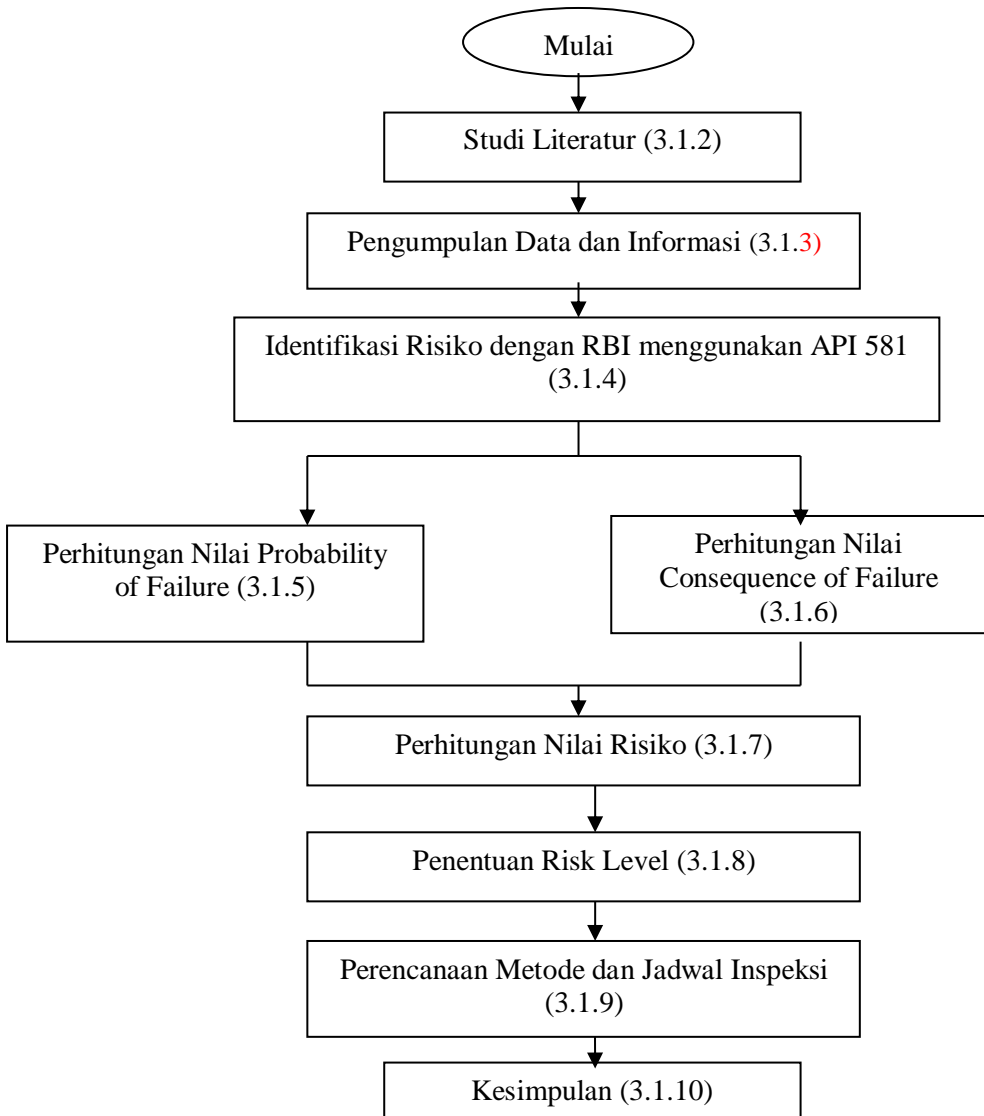 Mulai
Studi Literatur (3.1.2)
Pengumpulan Data dan Informasi (3.1.3)
Identifikasi Risiko dengan RBI menggunakan API 581
(3.1.4)
Perhitungan Nilai Probability
of Failure (3.1.5)
Perhitungan Nilai
Consequence of Failure
(3.1.6)
Perhitungan Nilai Risiko (3.1.7)
Penentuan Risk Level (3.1.8)
Perencanaan Metode dan Jadwal Inspeksi
(3.1.9)
Kesimpulan (3.1.10)